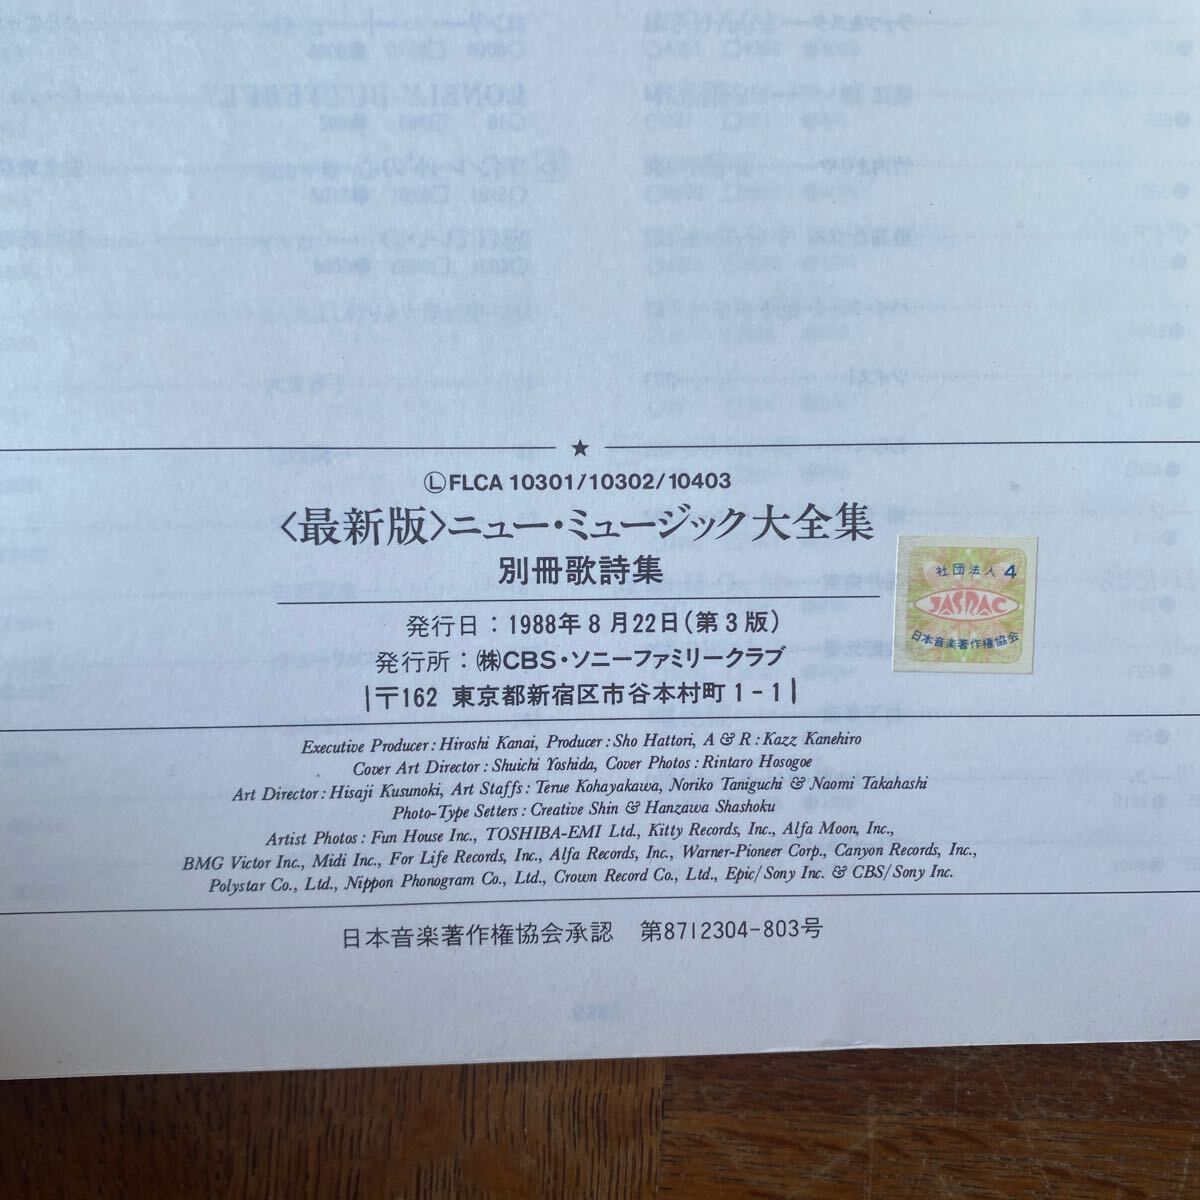 ★
ⓁFLCA 10301/10302/10403
〈最新版〉ニュー・ミュージック大全集
別冊歌詩集
発行日：1988年8月22日(第3版)
発行所：㈱CBS・ソニーファミリークラブ
|〒162 東京都新宿区市谷本村町1-1|
社団法人 4
JASRAC
日本音楽著作権協会
Executive Producer : Hiroshi Kanai, Producer : Sho Hattori, A & R : Kazz Kanehiro
Cover Art Director : Shuichi Yoshida, Cover Photos : Rintaro Hosogoe
Art Director : Hisaji Kusunoki, Art Staffs : Terue Kohayakawa, Noriko Taniguchi & Naomi Takahashi
Photo-Type Setters : Creative Shin & Hanzawa Shashoku
Artist Photos : Fun House Inc., TOSHIBA-EMI Ltd., Kitty Records, Inc., Alfa Moon, Inc.,
BMG Victor Inc., Midi Inc., For Life Records, Inc., Alfa Records, Inc., Warner-Pioneer Corp., Canyon Records, Inc.,
Polystar Co., Ltd., Nippon Phonogram Co., Ltd., Crown Record Co., Ltd., Epic/Sony Inc. & CBS/Sony Inc.
日本音楽著作権協会承認　第8712304-803号